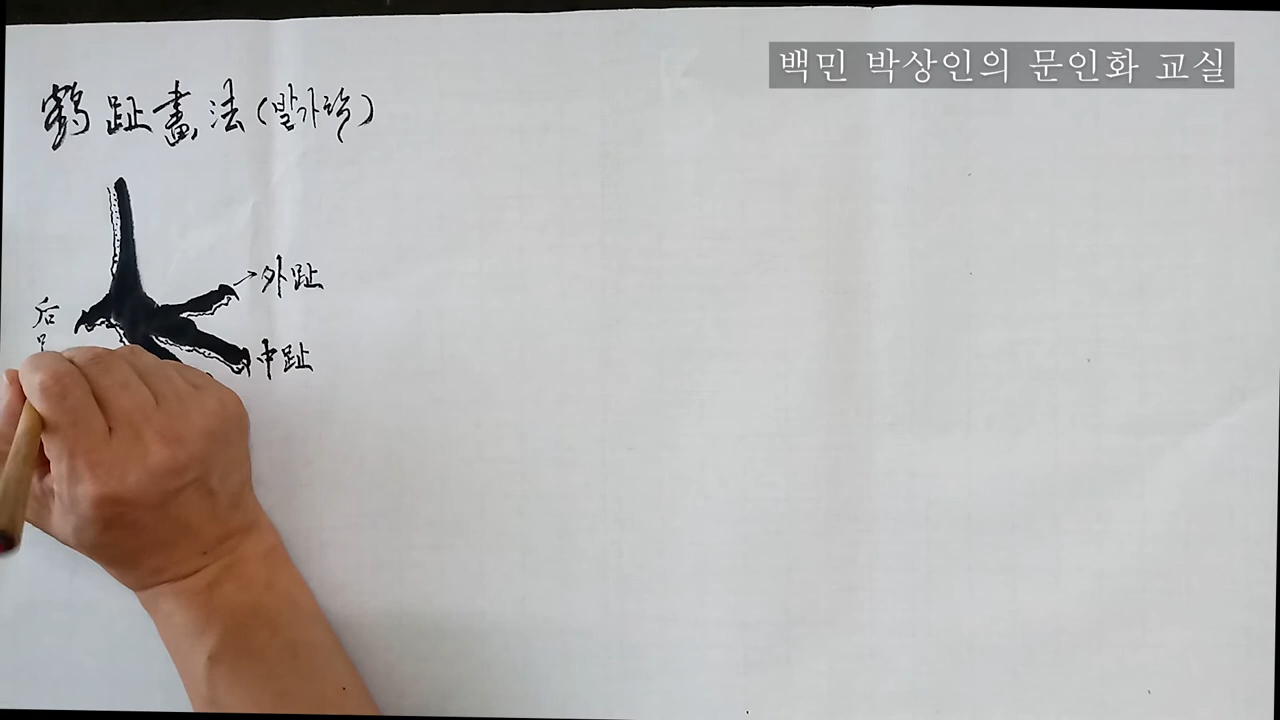 백민 박상인의 문인화 교실
鶴趾畫法(발가락)
外趾
后
中趾